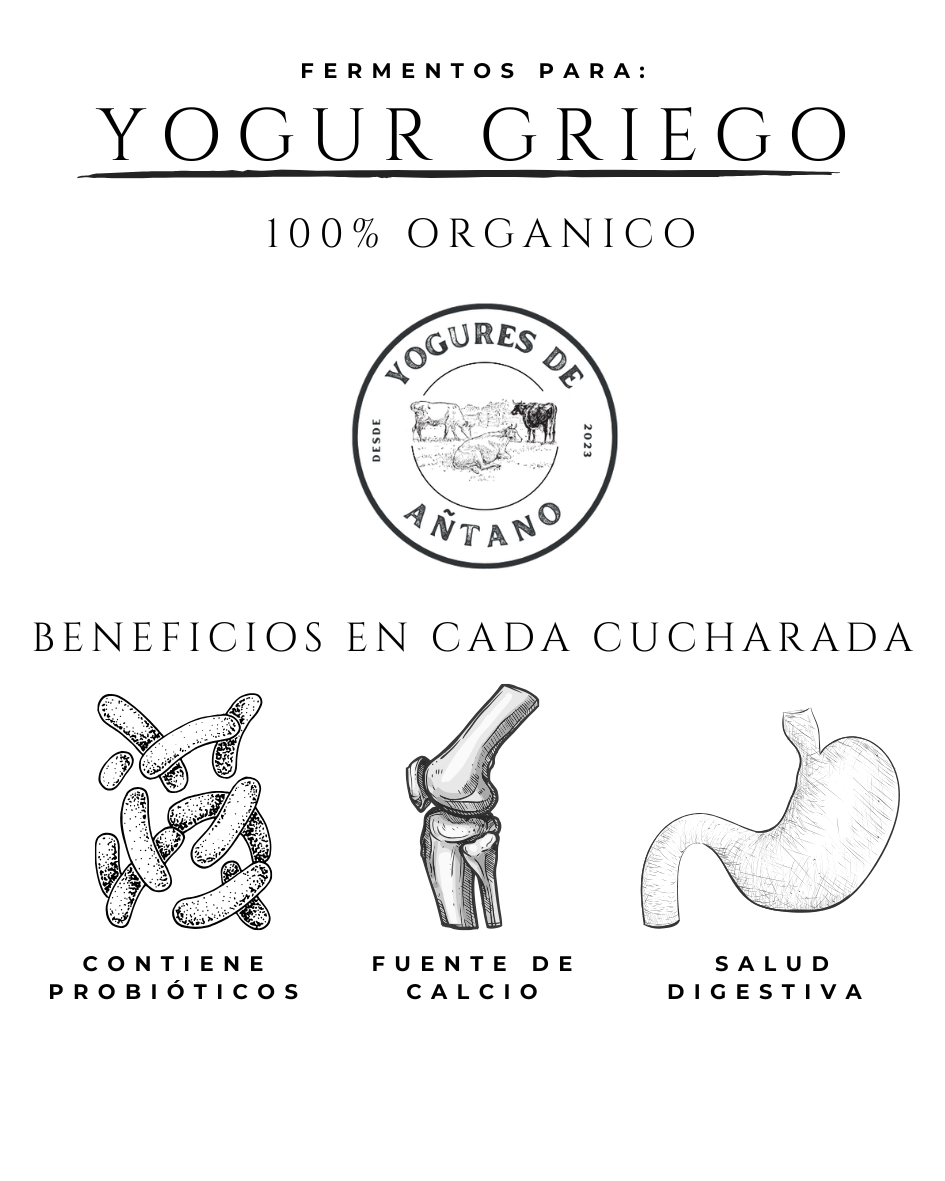 FERMENTOS PARA:
YOGUR GRIEGO
100% ORGANICO
YOGURES DE
DESDE
2023
AÑTANO
BENEFICIOS EN CADA CUCHARADA
CONTIENE
PROBIÓTICOS
FUENTE DE
CALCIO
SALUD
DIGESTIVA